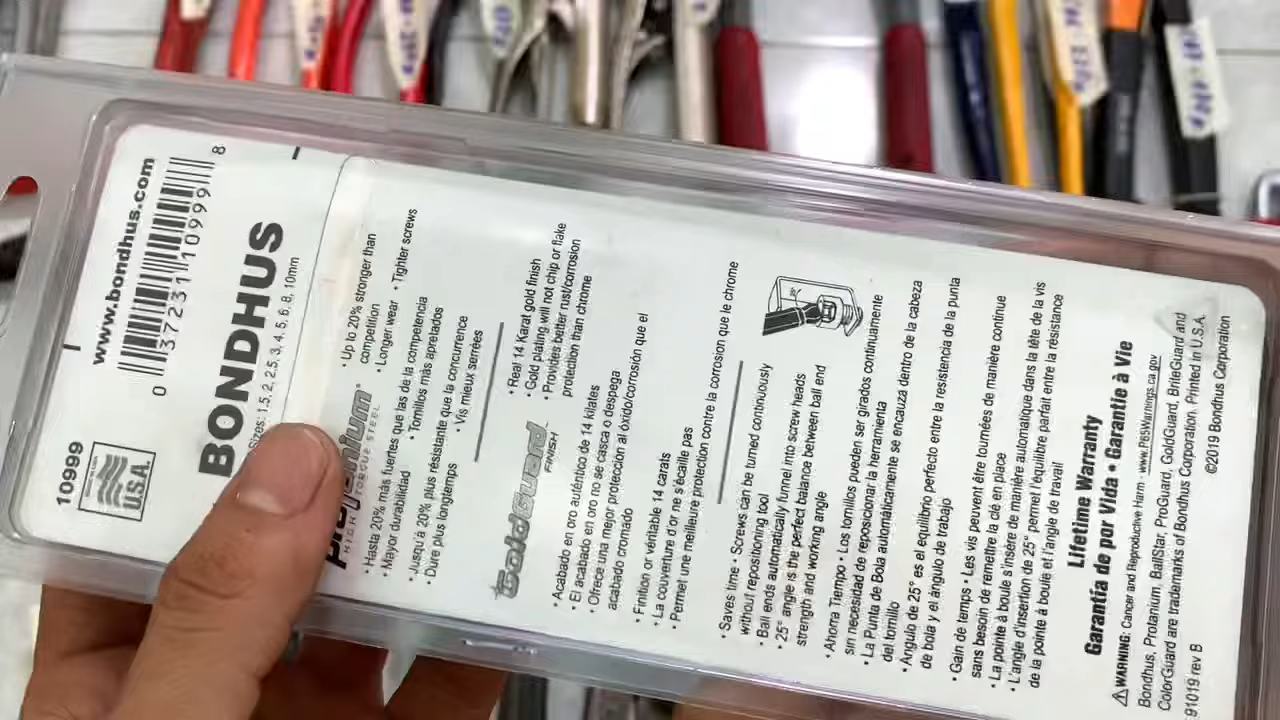 www.bondhus.com
0 37231 10999 8
10999
U.S.A.
BONDHUS
Sizes: 1.5, 2, 2.5, 3, 4, 5, 6, 8, 10mm
HIGH TORQUE STEEL
• Up to 20% stronger than
competition
• Longer wear • Tighter screws
• Hasta 20% más fuertes que las de la competencia
• Mayor durabilidad • Tornillos más apretados
• Jusqu'à 20% plus résistante que la concurrence
• Dure plus longtemps • Vis mieux serrées
GoldGuard
FINISH
• Real 14 Karat gold finish
• Gold plating will not chip or flake
• Provides better rust/corrosion
protection than chrome
• Acabado en oro auténtico de 14 kilates
• El acabado en oro no se casca o despega
• Ofrece una mejor protección al óxido/corrosión que el
acabado cromado
• Finition or véritable 14 carats
• La couverture d'or ne s'écaille pas
• Permet une meilleure protection contre la corrosion que le chrome
• Saves time • Screws can be turned continuously
without repositioning tool
• Ball ends automatically funnel into screw heads
• 25° angle is the perfect balance between ball end
strength and working angle
• Ahorra Tiempo • Los tornillos pueden ser girados continuamente
sin necesidad de reposicionar la herramienta
• La Punta de Bola automáticamente se encauza dentro de la cabeza
del tornillo
• Angulo de 25° es el equilibrio perfecto entre la resistencia de la punta
de bola y el ángulo de trabajo
• Gain de temps • Les vis peuvent être tournées de manière continue
sans besoin de remettre la clé en place
• La pointe à boule s'insère de manière automatique dans la tête de la vis
• L'angle d'insertion de 25° permet l'équilibre parfait entre la resistance
de la pointe à boule et l'angle de travail
Lifetime Warranty
Garantía de por Vida • Garantie à Vie
⚠WARNING: Cancer and Reproductive Harm - www.P65Warnings.ca.gov
Bondhus, Protanium, BallStar, ProGuard, GoldGuard, BriteGuard and
ColorGuard are trademarks of Bondhus Corporation. Printed in U.S.A.
91019 rev B ©2019 Bondhus Corporation